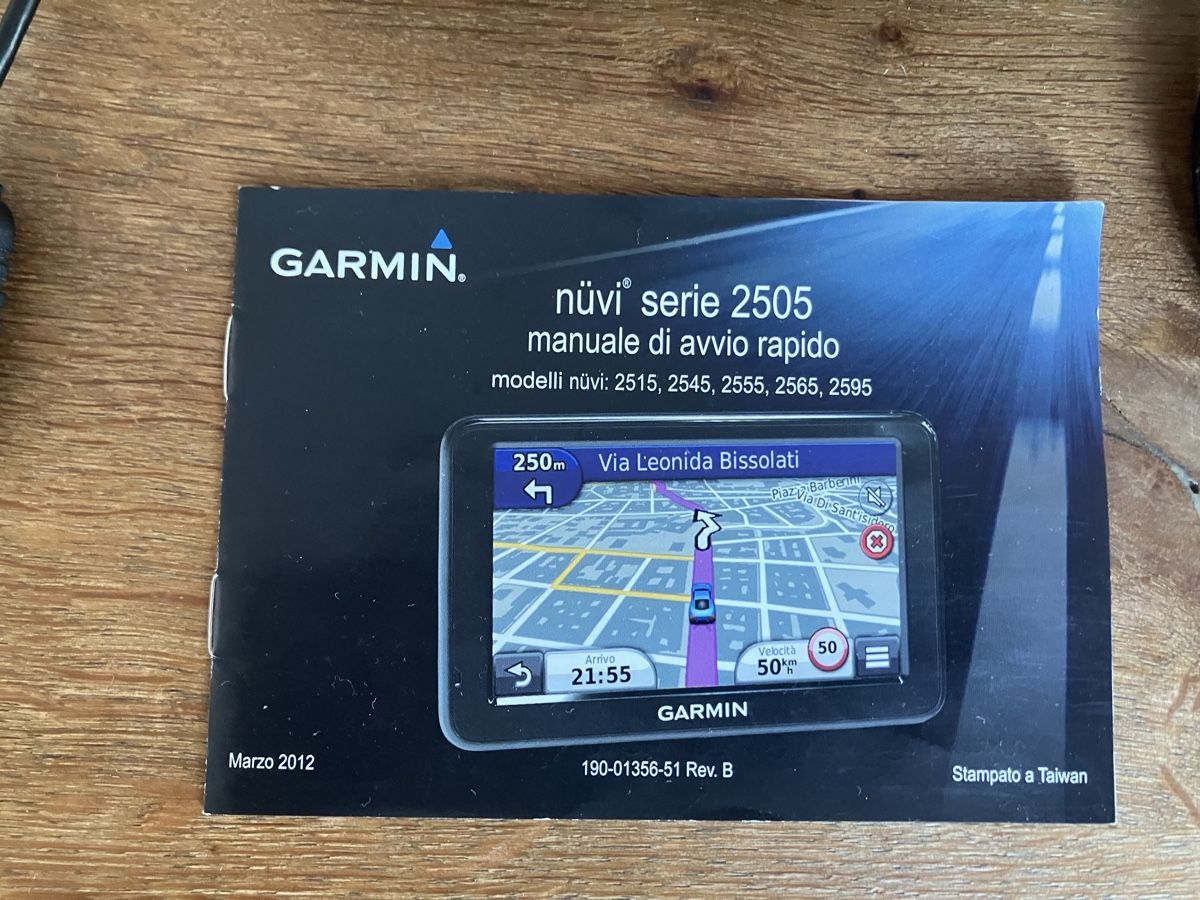 GARMIN®
nüvi® serie 2505
manuale di avvio rapido
modelli nüvi: 2515, 2545, 2555, 2565, 2595
250m
Via Leonida Bissolati
Piazza Barberini
Via Di Sant'isidoro
Arrivo
21:55
Velocità
50 km/h
50
GARMIN
Marzo 2012
190-01356-51 Rev. B
Stampato a Taiwan